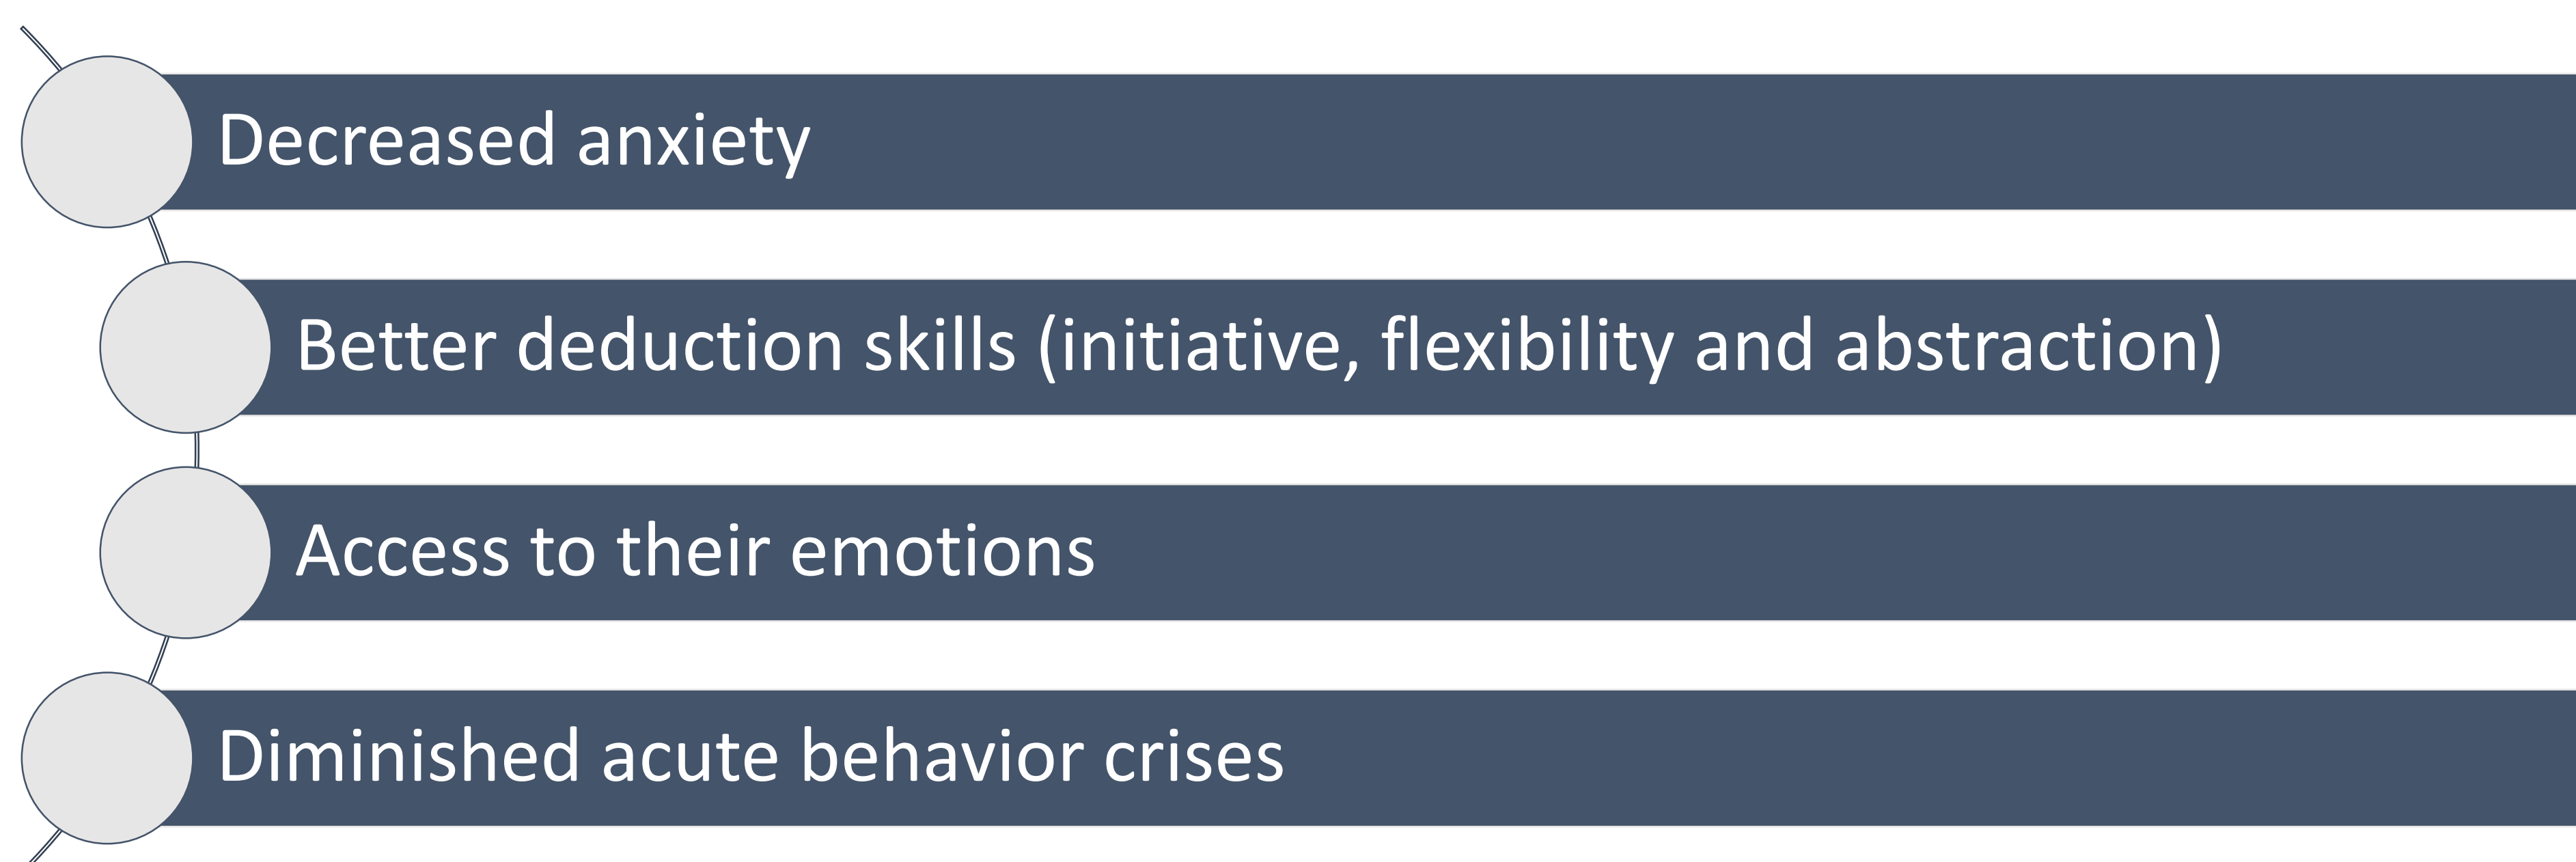 Decreased anxiety
Better deduction skills (initiative, flexibility and abstraction)
Access to their emotions
Diminished acute behavior crises